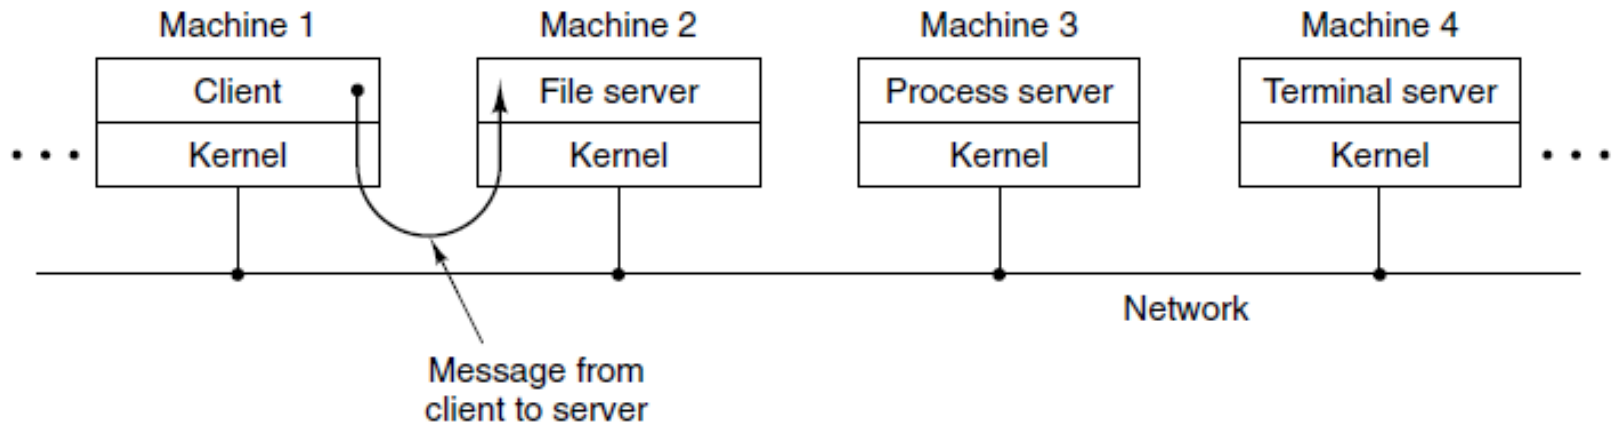 Machine 1
Machine 2
Machine 3
Machine 4
Client
File server
Process server
Terminal server
Kernel
Kernel
Kernel
Kernel
Network
Message from
client to server